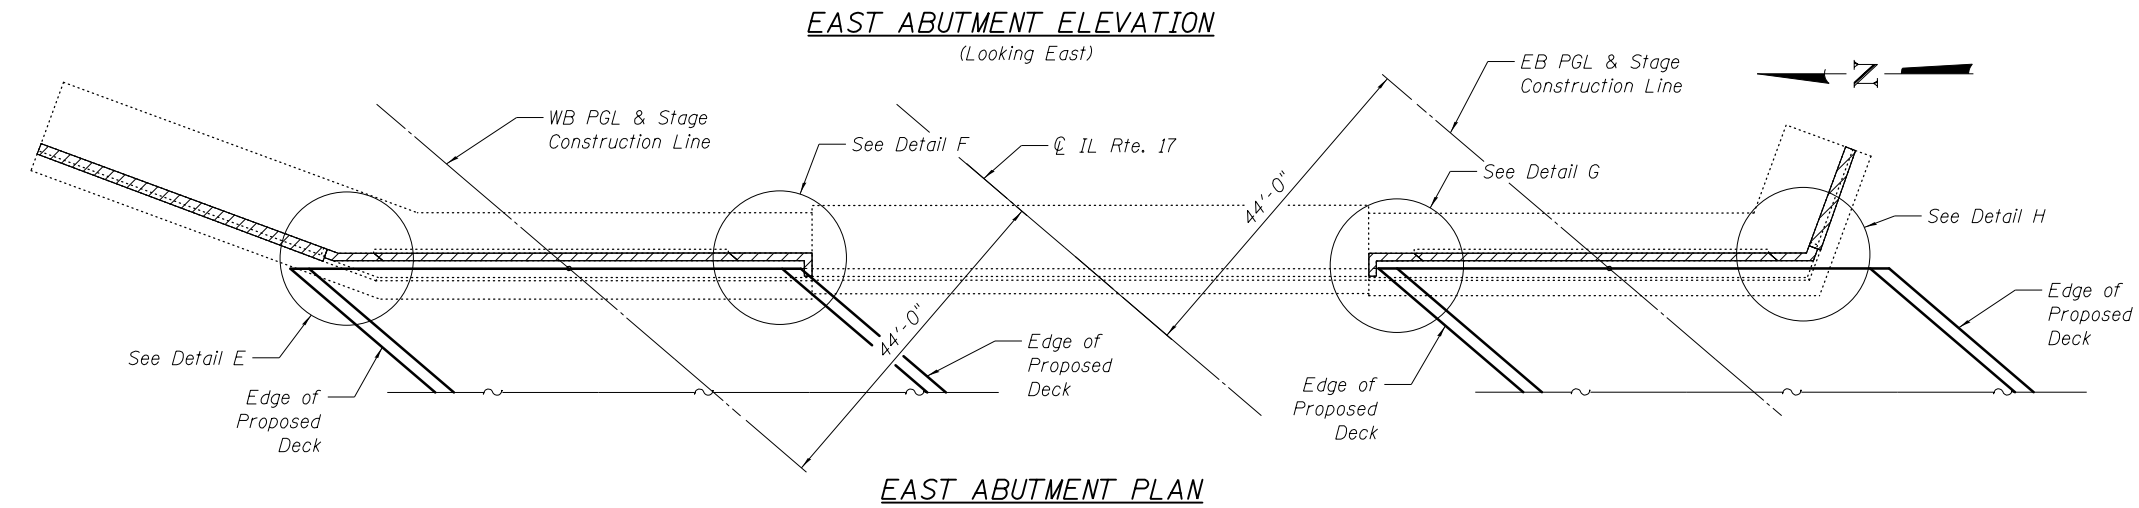 EAST ABUTMENT ELEVATION
(Looking East)
EB PGL & Stage
Construction Line
N
WB PGL & Stage
Construction Line
See Detail F
℄ IL Rte. 17
44'-0"
See Detail G
See Detail H
44'-0"
See Detail E
Edge of
Proposed
Deck
Edge of
Proposed
Deck
Edge of
Proposed
Deck
Edge of
Proposed
Deck
EAST ABUTMENT PLAN